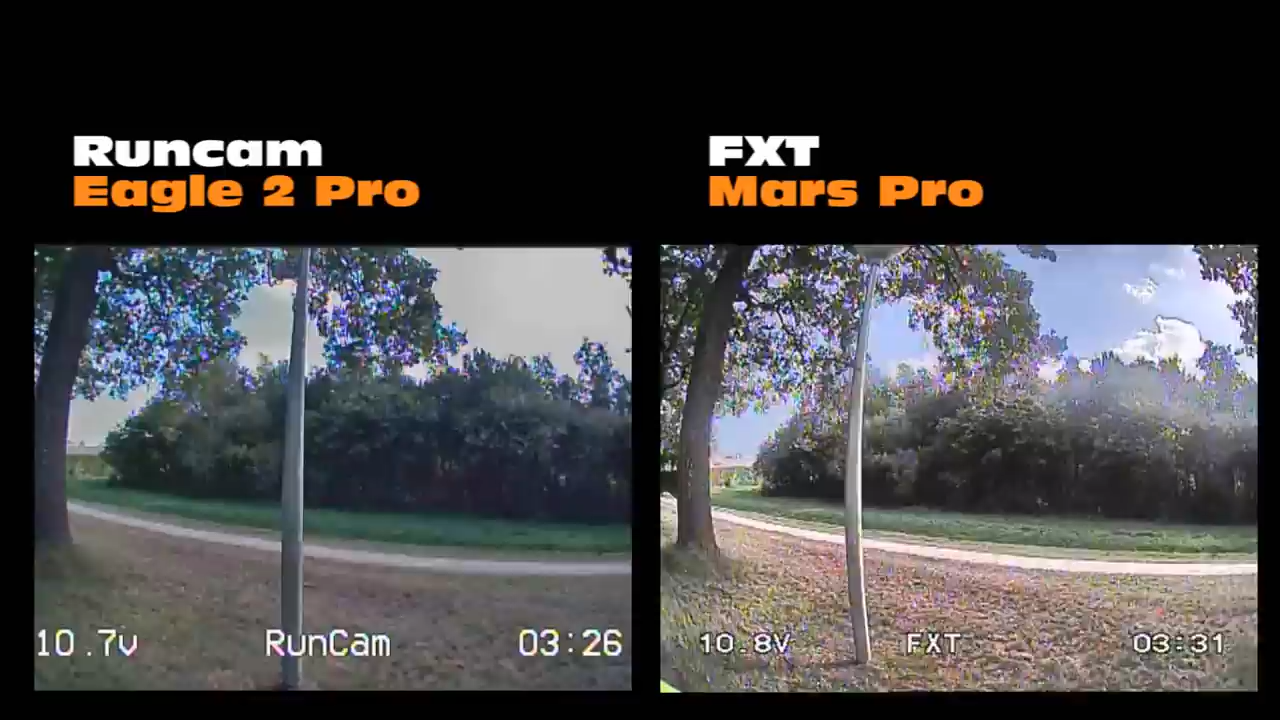 Runcam
Eagle 2 Pro
FXT
Mars Pro
10.7v RunCam 03:26
10.8V FXT 03:31